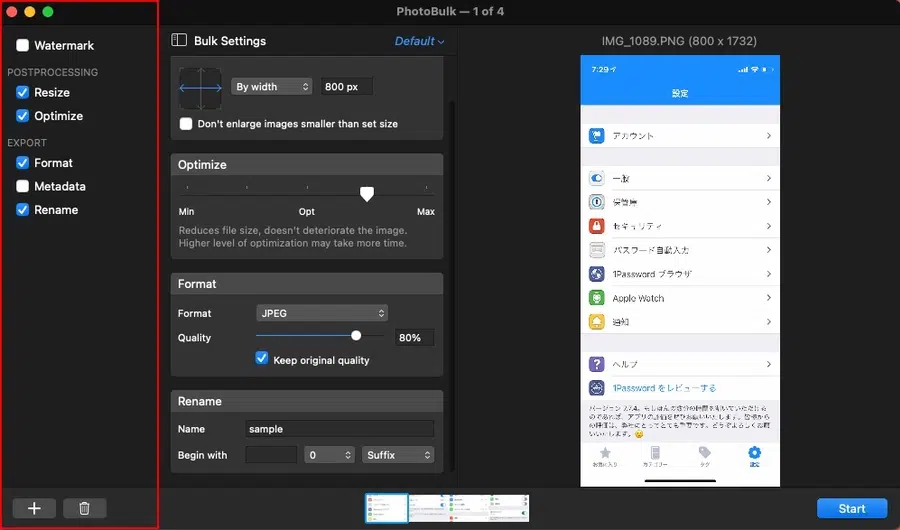 PhotoBulk — 1 of 4
Watermark
POSTPROCESSING
Resize
Optimize
EXPORT
Format
Metadata
Rename
Bulk Settings
Default
By width
800 px
Don't enlarge images smaller than set size
Optimize
Min
Opt
Max
Reduces file size, doesn't deteriorate the image.
Higher level of optimization may take more time.
Format
Format
JPEG
Quality
80%
Keep original quality
Rename
Name
sample
Begin with
0
Suffix
IMG_1089.PNG (800 x 1732)
7:29
設定
アカウント
一般
保管庫
セキュリティ
パスワード自動入力
1Password ブラウザ
Apple Watch
通知
ヘルプ
1Password をレビューする
お気に入り
カテゴリー
タグ
設定
Start